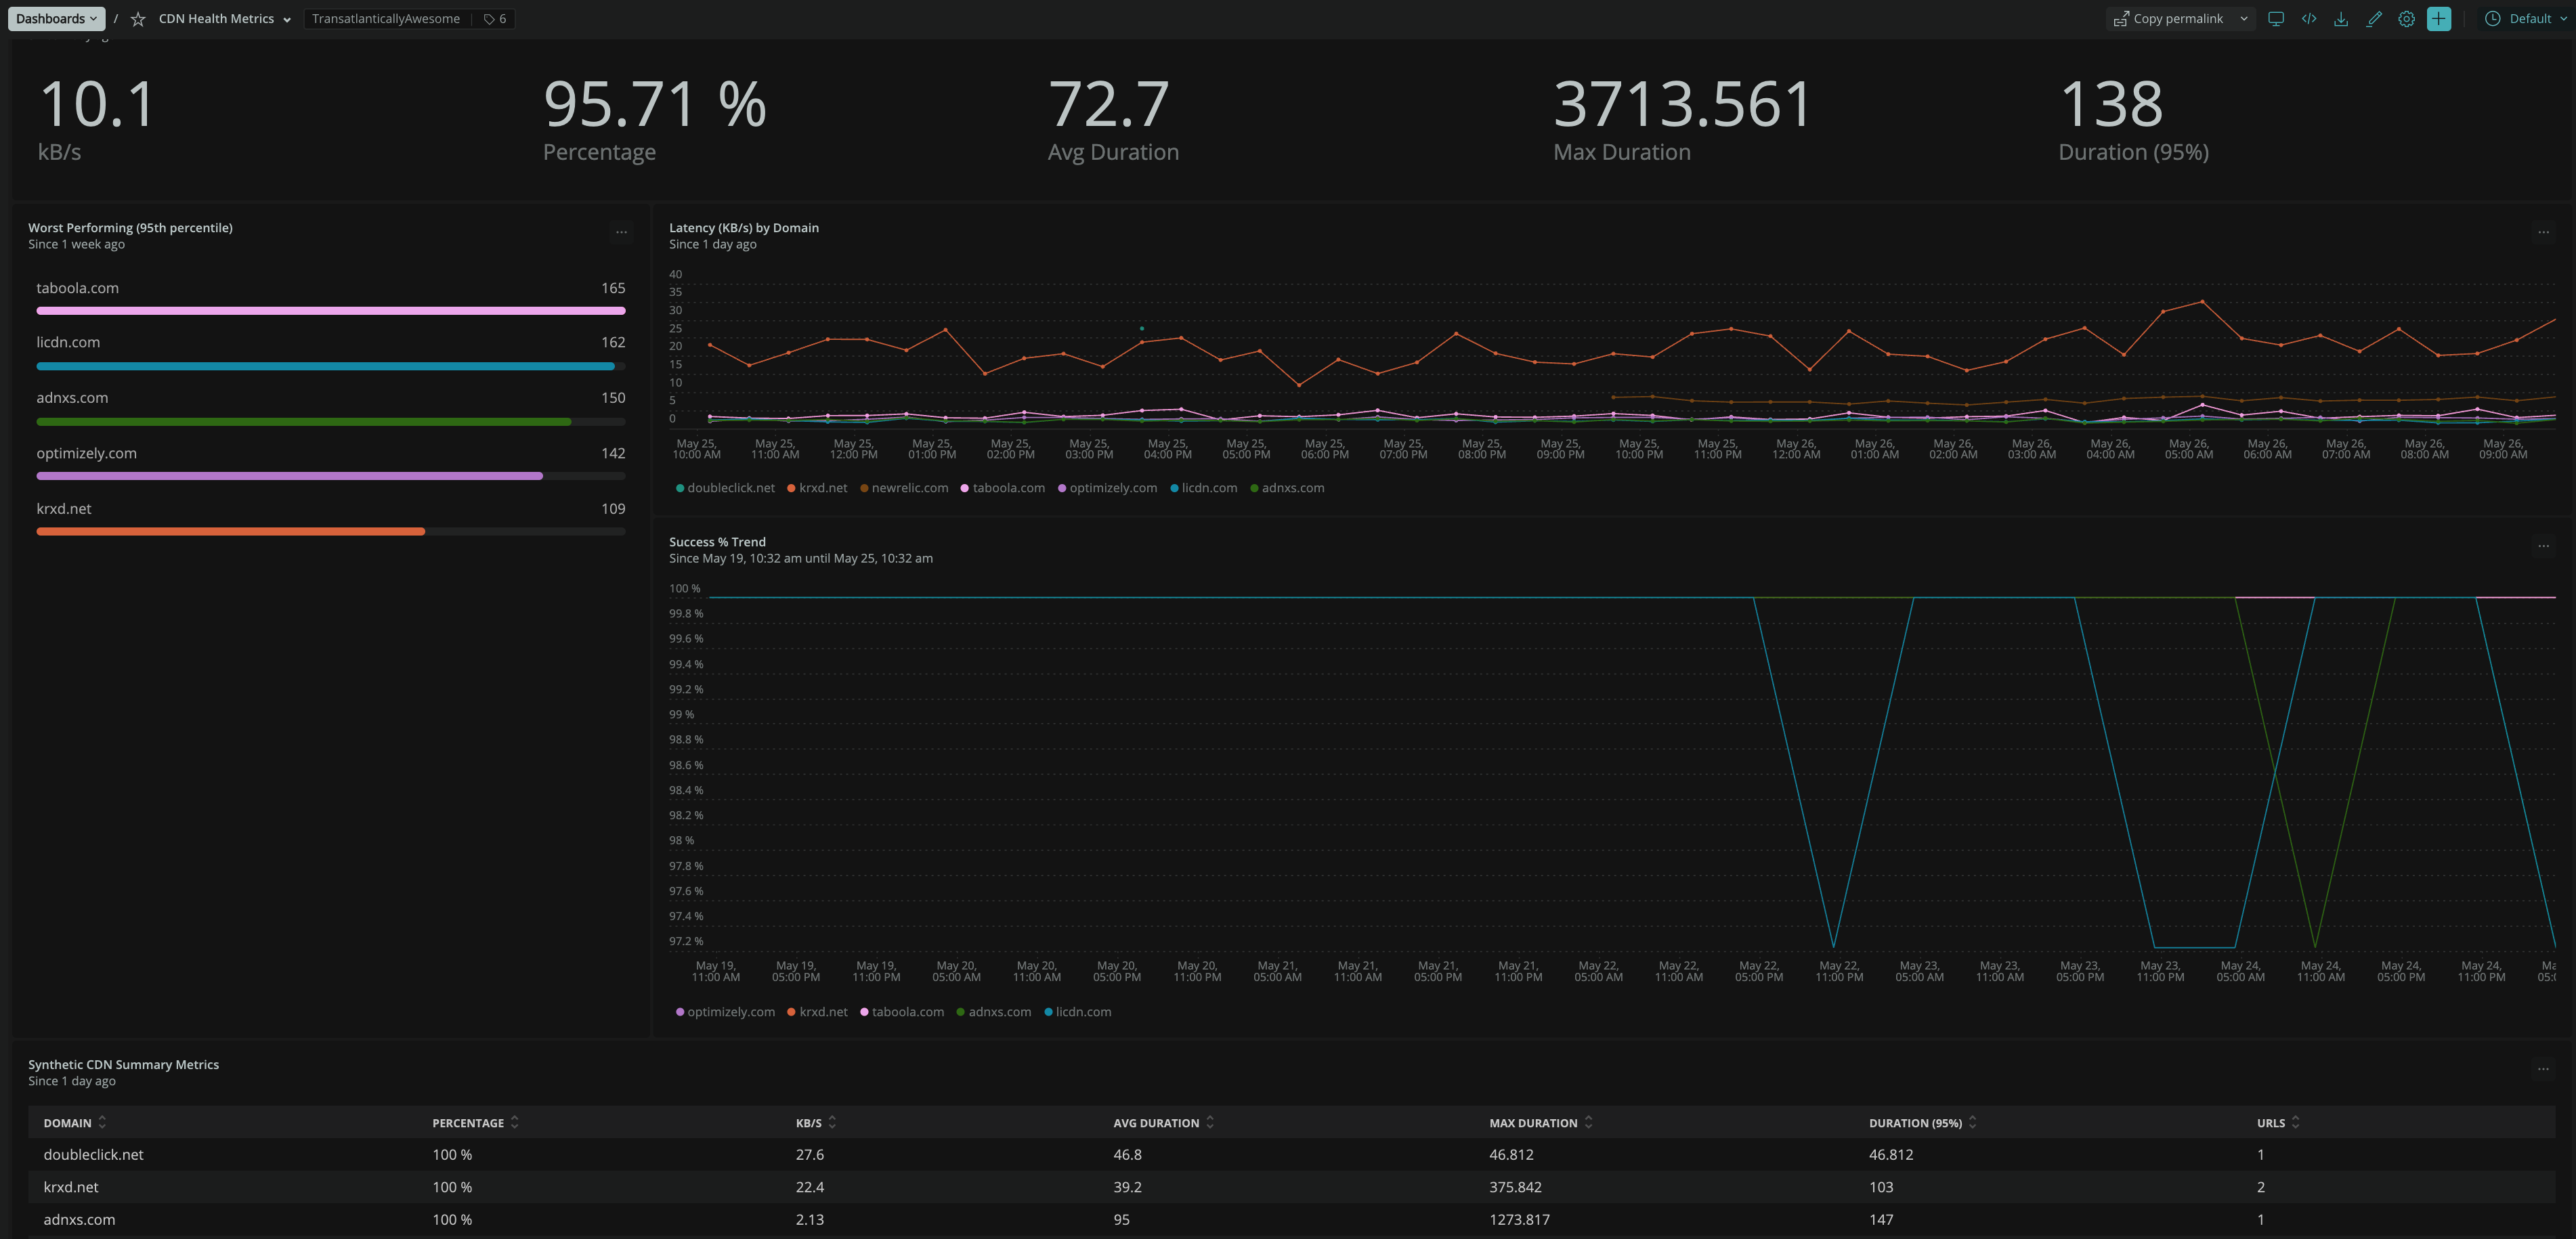 Dashboards / CDN Health Metrics TransatlanticallyAwesome 6 Copy permalink </> Default
10.1 95.71 % 72.7 3713.561 138
kB/s Percentage Avg Duration Max Duration Duration (95%)
Worst Performing (95th percentile)
Since 1 week ago
taboola.com 165
licdn.com 162
adnxs.com 150
optimizely.com 142
krxd.net 109
Latency (KB/s) by Domain
Since 1 day ago
40
35
30
25
20
15
10
5
0
May 25, May 25, May 25, May 25, May 25, May 25, May 25, May 25, May 25, May 25, May 25, May 25, May 25, May 25, May 26, May 26, May 26, May 26, May 26, May 26, May 26, May 26, May 26, May 26,
10:00 AM 11:00 AM 12:00 PM 01:00 PM 02:00 PM 03:00 PM 04:00 PM 05:00 PM 06:00 PM 07:00 PM 08:00 PM 09:00 PM 10:00 PM 11:00 PM 12:00 AM 01:00 AM 02:00 AM 03:00 AM 04:00 AM 05:00 AM 06:00 AM 07:00 AM 08:00 AM 09:00 AM
doubleclick.net krxd.net newrelic.com taboola.com optimizely.com licdn.com adnxs.com
Success % Trend
Since May 19, 10:32 am until May 25, 10:32 am
100 %
99.8 %
99.6 %
99.4 %
99.2 %
99 %
98.8 %
98.6 %
98.4 %
98.2 %
98 %
97.8 %
97.6 %
97.4 %
97.2 %
May 19, May 19, May 19, May 20, May 20, May 20, May 20, May 21, May 21, May 21, May 21, May 22, May 22, May 22, May 22, May 23, May 23, May 23, May 23, May 24, May 24, May 24, May 24,
11:00 AM 05:00 PM 11:00 PM 05:00 AM 11:00 AM 05:00 PM 11:00 PM 05:00 AM 11:00 AM 05:00 PM 11:00 PM 05:00 AM 11:00 AM 05:00 PM 11:00 PM 05:00 AM 11:00 AM 05:00 PM 11:00 PM 05:00 AM 11:00 AM 05:00 PM 11:00 PM
optimizely.com krxd.net taboola.com adnxs.com licdn.com
Synthetic CDN Summary Metrics
Since 1 day ago
DOMAIN PERCENTAGE KB/S AVG DURATION MAX DURATION DURATION (95%) URLS
doubleclick.net 100 % 27.6 46.8 46.812 46.812 1
krxd.net 100 % 22.4 39.2 375.842 103 2
adnxs.com 100 % 2.13 95 1273.817 147 1